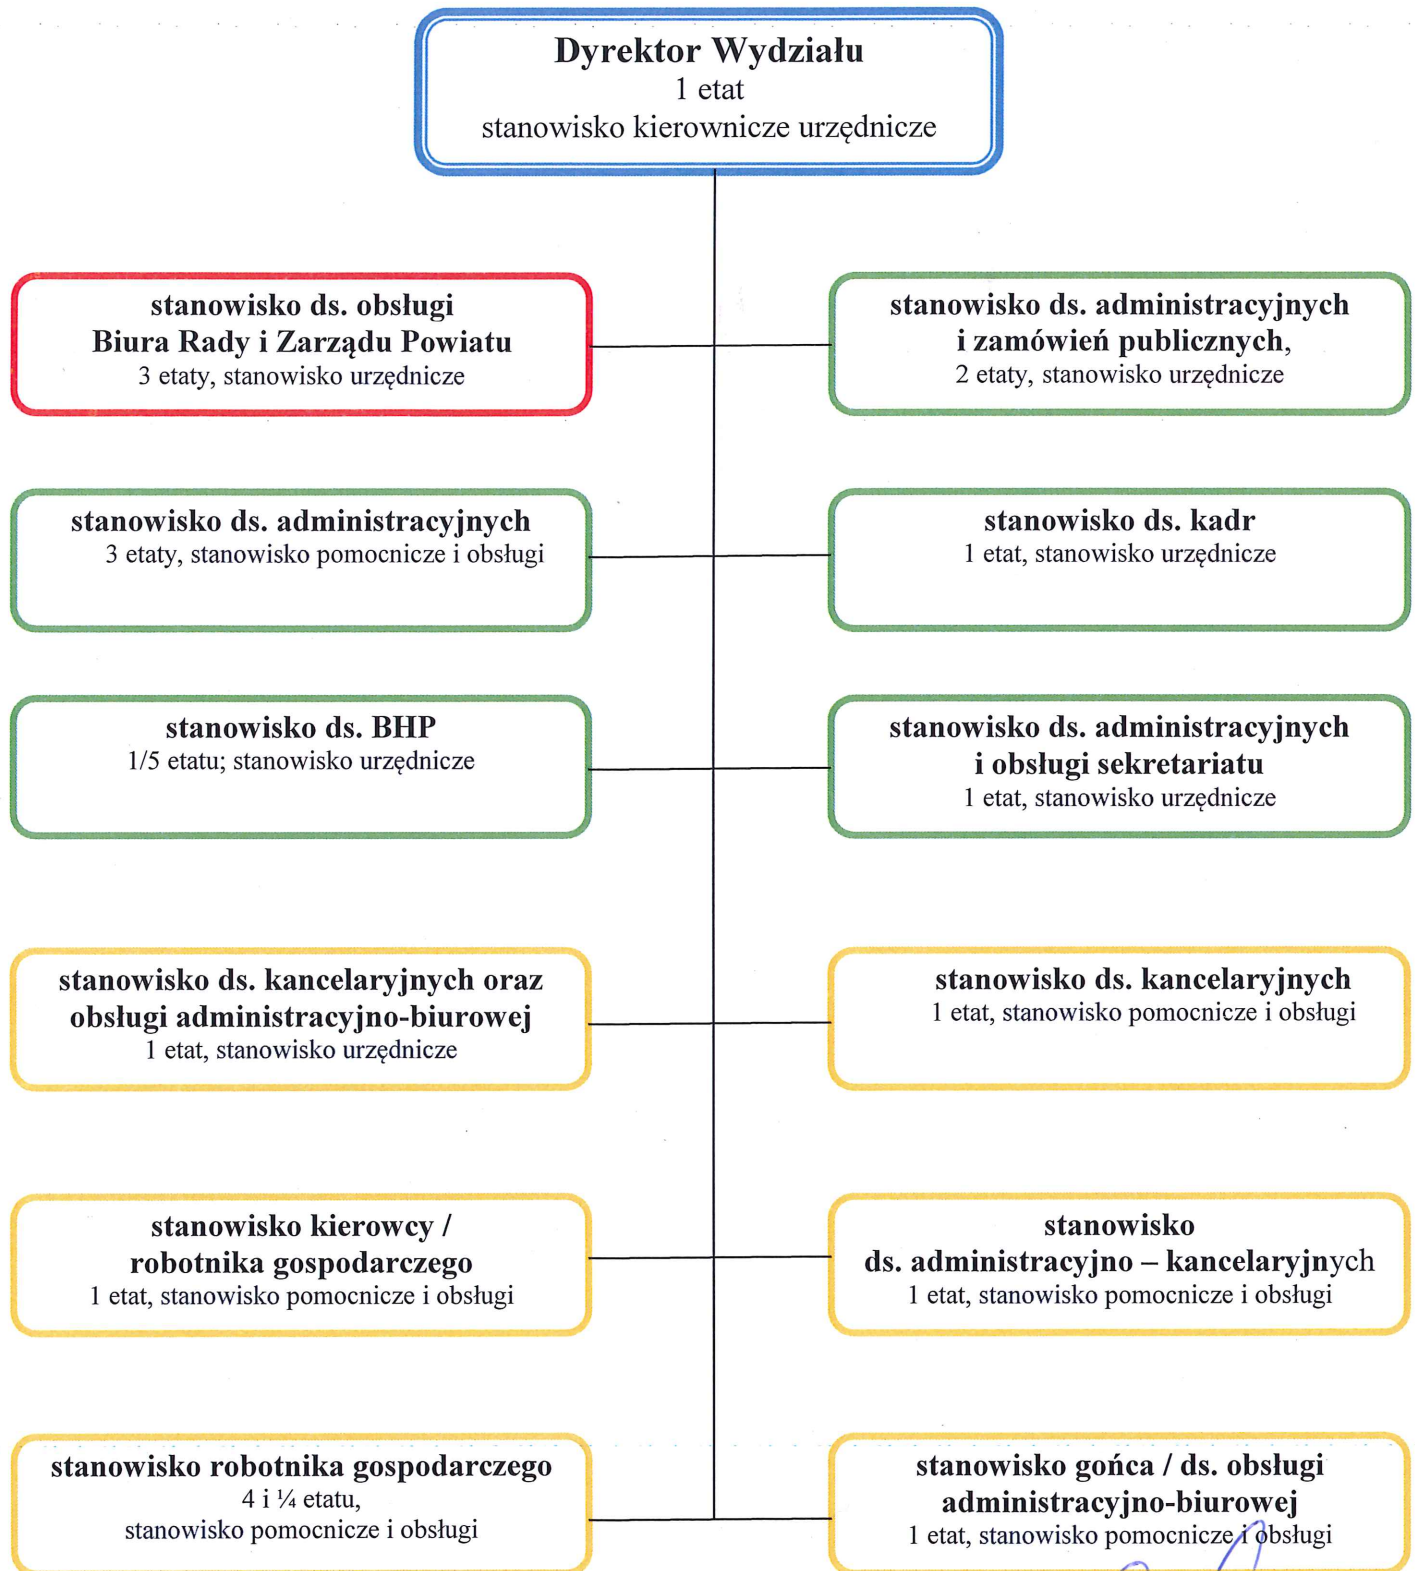 Dyrektor Wydziału
1 etat
stanowisko kierownicze urzędnicze
stanowisko ds. obsługi
Biura Rady i Zarządu Powiatu
3 etaty, stanowisko urzędnicze
stanowisko ds. administracyjnych
i zamówień publicznych,
2 etaty, stanowisko urzędnicze
stanowisko ds. administracyjnych
3 etaty, stanowisko pomocnicze i obsługi
stanowisko ds. kadr
1 etat, stanowisko urzędnicze
stanowisko ds. BHP
1/5 etatu; stanowisko urzędnicze
stanowisko ds. administracyjnych
i obsługi sekretariatu
1 etat, stanowisko urzędnicze
stanowisko ds. kancelaryjnych oraz
obsługi administracyjno-biurowej
1 etat, stanowisko urzędnicze
stanowisko ds. kancelaryjnych
1 etat, stanowisko pomocnicze i obsługi
stanowisko kierowcy /
robotnika gospodarczego
1 etat, stanowisko pomocnicze i obsługi
stanowisko
ds. administracyjno – kancelaryjnych
1 etat, stanowisko pomocnicze i obsługi
stanowisko robotnika gospodarczego
4 i ¼ etatu,
stanowisko pomocnicze i obsługi
stanowisko gońca / ds. obsługi
administracyjno-biurowej
1 etat, stanowisko pomocnicze i obsługi